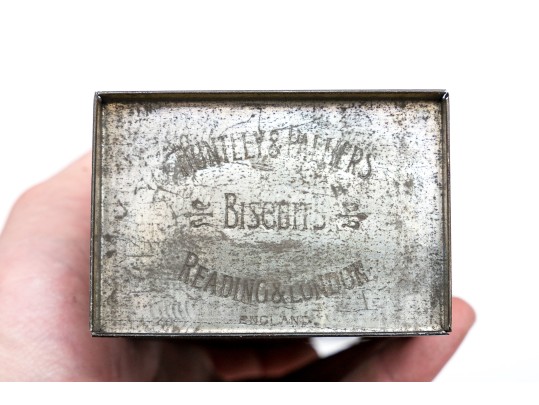 HUNTLEY & PALMERS
BISCUITS
READING & LONDON
ENGLAND